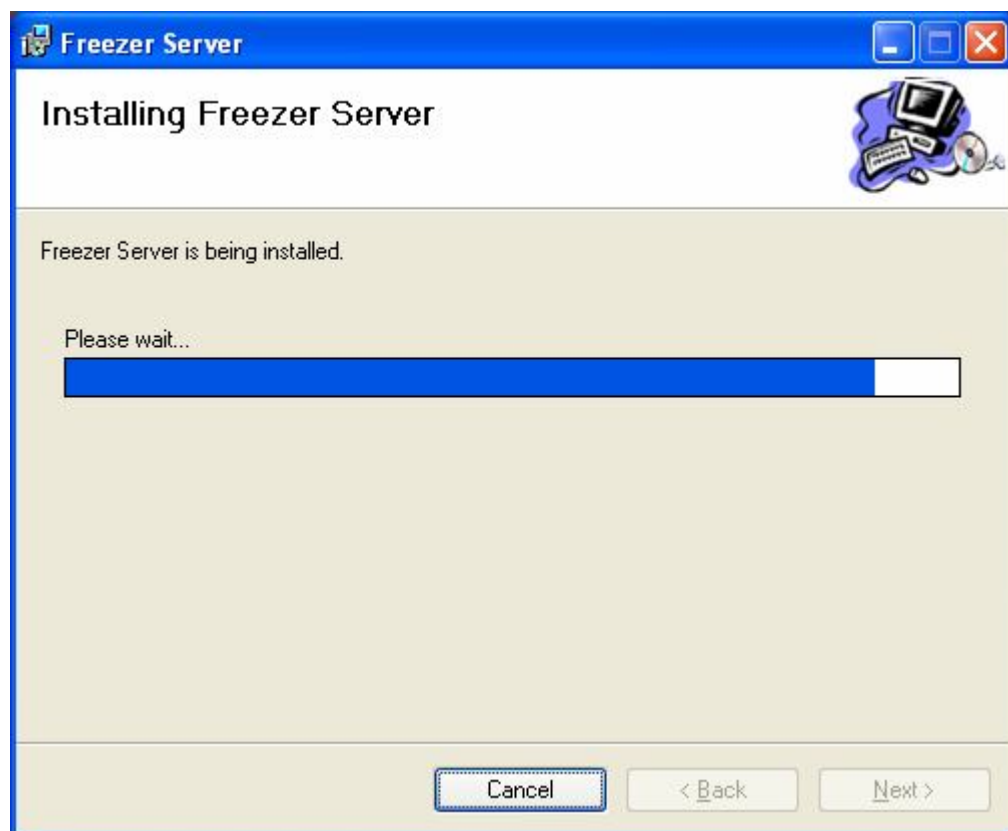 Freezer Server
Installing Freezer Server
Freezer Server is being installed.
Please wait...
Cancel
< Back
Next >